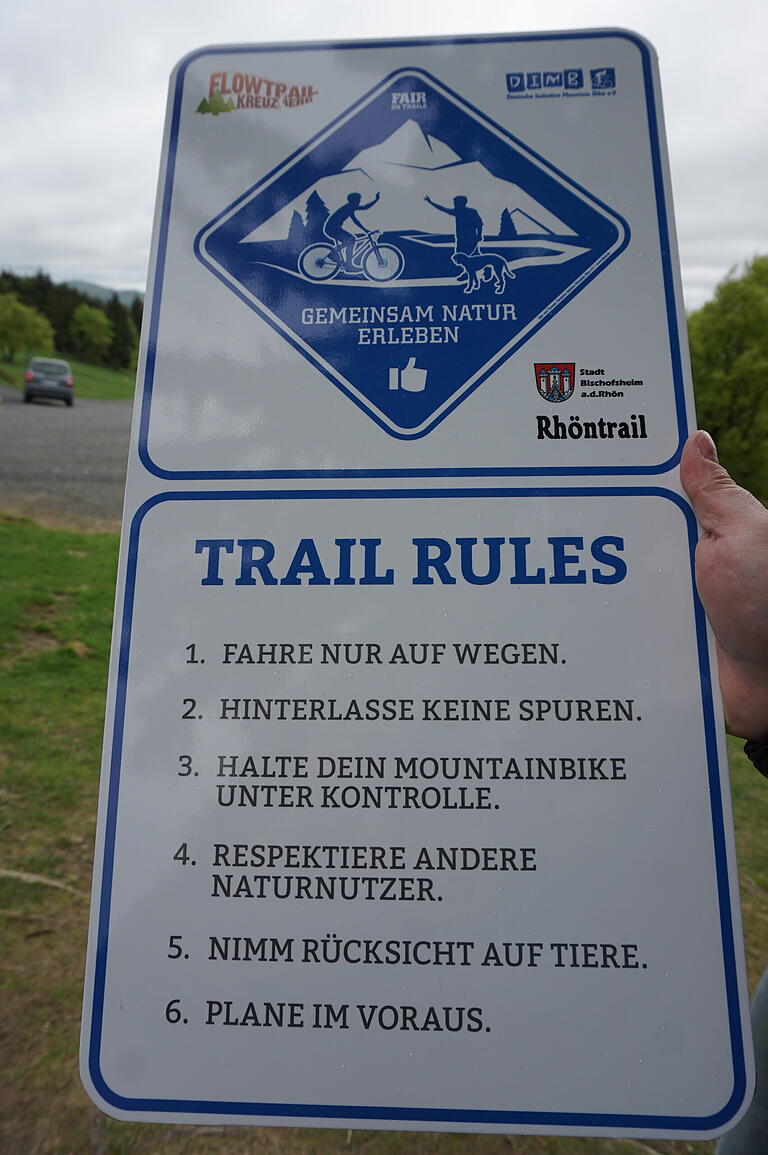 FLOWTRAIL
KREUZBERG
FAIR
ON TRAILS
DIMB
Deutsche Initiative Mountain Bike e.V.
GEMEINSAM NATUR
ERLEBEN
Stadt
Bischofsheim
a.d.Rhön
Rhöntrail
TRAIL RULES
1. FAHRE NUR AUF WEGEN.
2. HINTERLASSE KEINE SPUREN.
3. HALTE DEIN MOUNTAINBIKE
UNTER KONTROLLE.
4. RESPEKTIERE ANDERE
NATURNUTZER.
5. NIMM RÜCKSICHT AUF TIERE.
6. PLANE IM VORAUS.